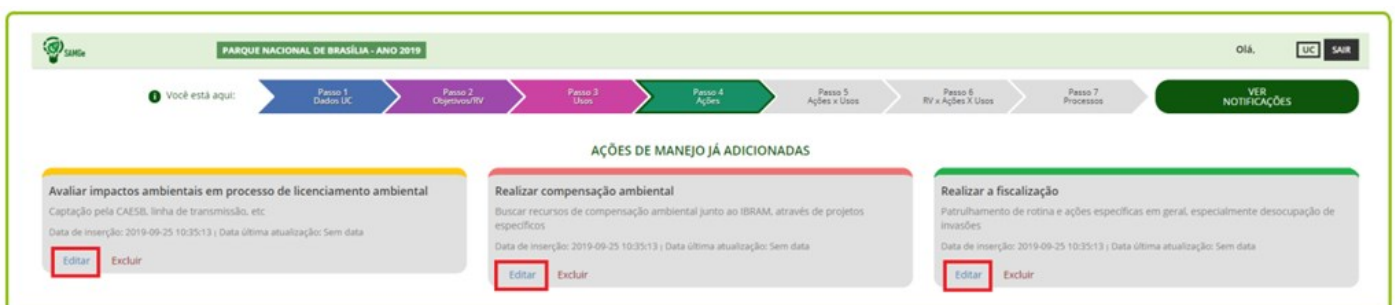 SAMGe
PARQUE NACIONAL DE BRASÍLIA - ANO 2019
Olá,
UC
SAIR
Você está aqui:
Passo 1
Dados UC
Passo 2
Objetivos/RV
Passo 3
Usos
Passo 4
Ações
Passo 5
Ações x Usos
Passo 6
RV x Ações X Usos
Passo 7
Processos
VER
NOTIFICAÇÕES
AÇÕES DE MANEJO JÁ ADICIONADAS
Avaliar impactos ambientais em processo de licenciamento ambiental
Captação pela CAESB, linha de transmissão, etc
Data de inserção: 2019-09-25 10:35:13 | Data última atualização: Sem data
Editar
Excluir
Realizar compensação ambiental
Buscar recursos de compensação ambiental junto ao IBRAM, através de projetos
específicos
Data de inserção: 2019-09-25 10:35:13 | Data última atualização: Sem data
Editar
Excluir
Realizar a fiscalização
Patrulhamento de rotina e ações específicas em geral, especialmente desocupação de
invasões
Data de inserção: 2019-09-25 10:35:13 | Data última atualização: Sem data
Editar
Excluir